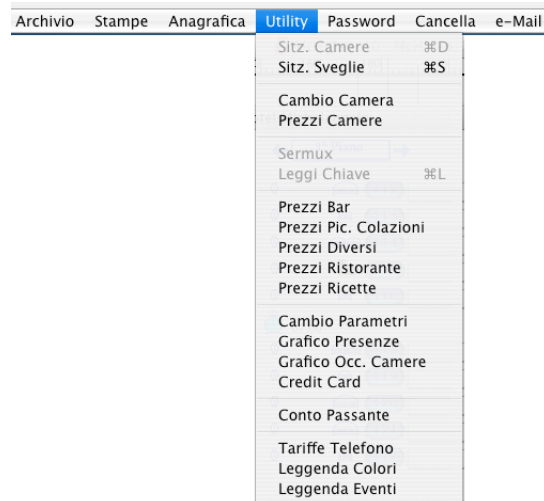 Archivio Stampe Anagrafica Utility Password Cancella e-Mail
Sitz. Camere ⌘D
Sitz. Sveglie ⌘S
Cambio Camera
Prezzi Camere
Sermux
Leggi Chiave ⌘L
Prezzi Bar
Prezzi Pic. Colazioni
Prezzi Diversi
Prezzi Ristorante
Prezzi Ricette
Cambio Parametri
Grafico Presenze
Grafico Occ. Camere
Credit Card
Conto Passante
Tariffe Telefono
Leggenda Colori
Leggenda Eventi